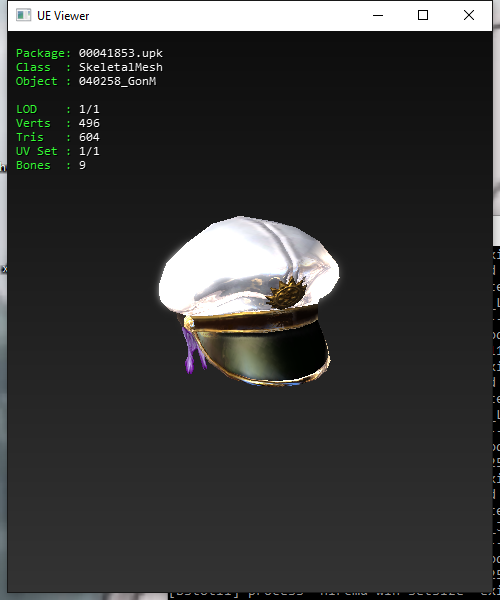 UE Viewer
Package: 00041853.upk
Class : SkeletalMesh
Object : 040258_GonM
LOD : 1/1
Verts : 496
Tris : 604
UV Set : 1/1
Bones : 9